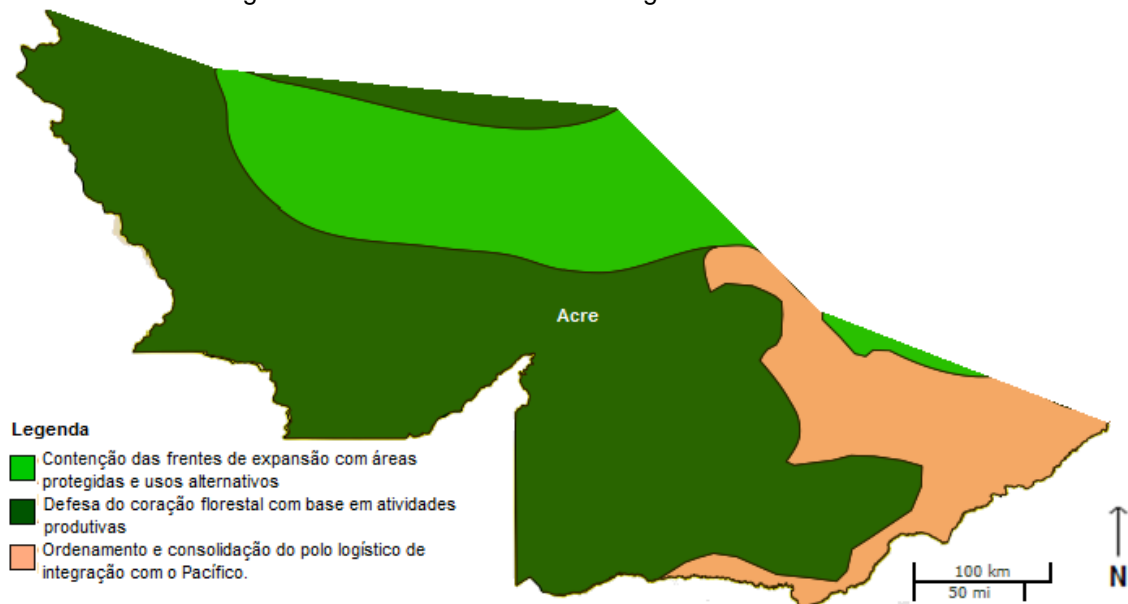 Acre
Legenda
Contenção das frentes de expansão com áreas
protegidas e usos alternativos
Defesa do coração florestal com base em atividades
produtivas
Ordenamento e consolidação do polo logístico de
integração com o Pacífico.
100 km
50 mi
N